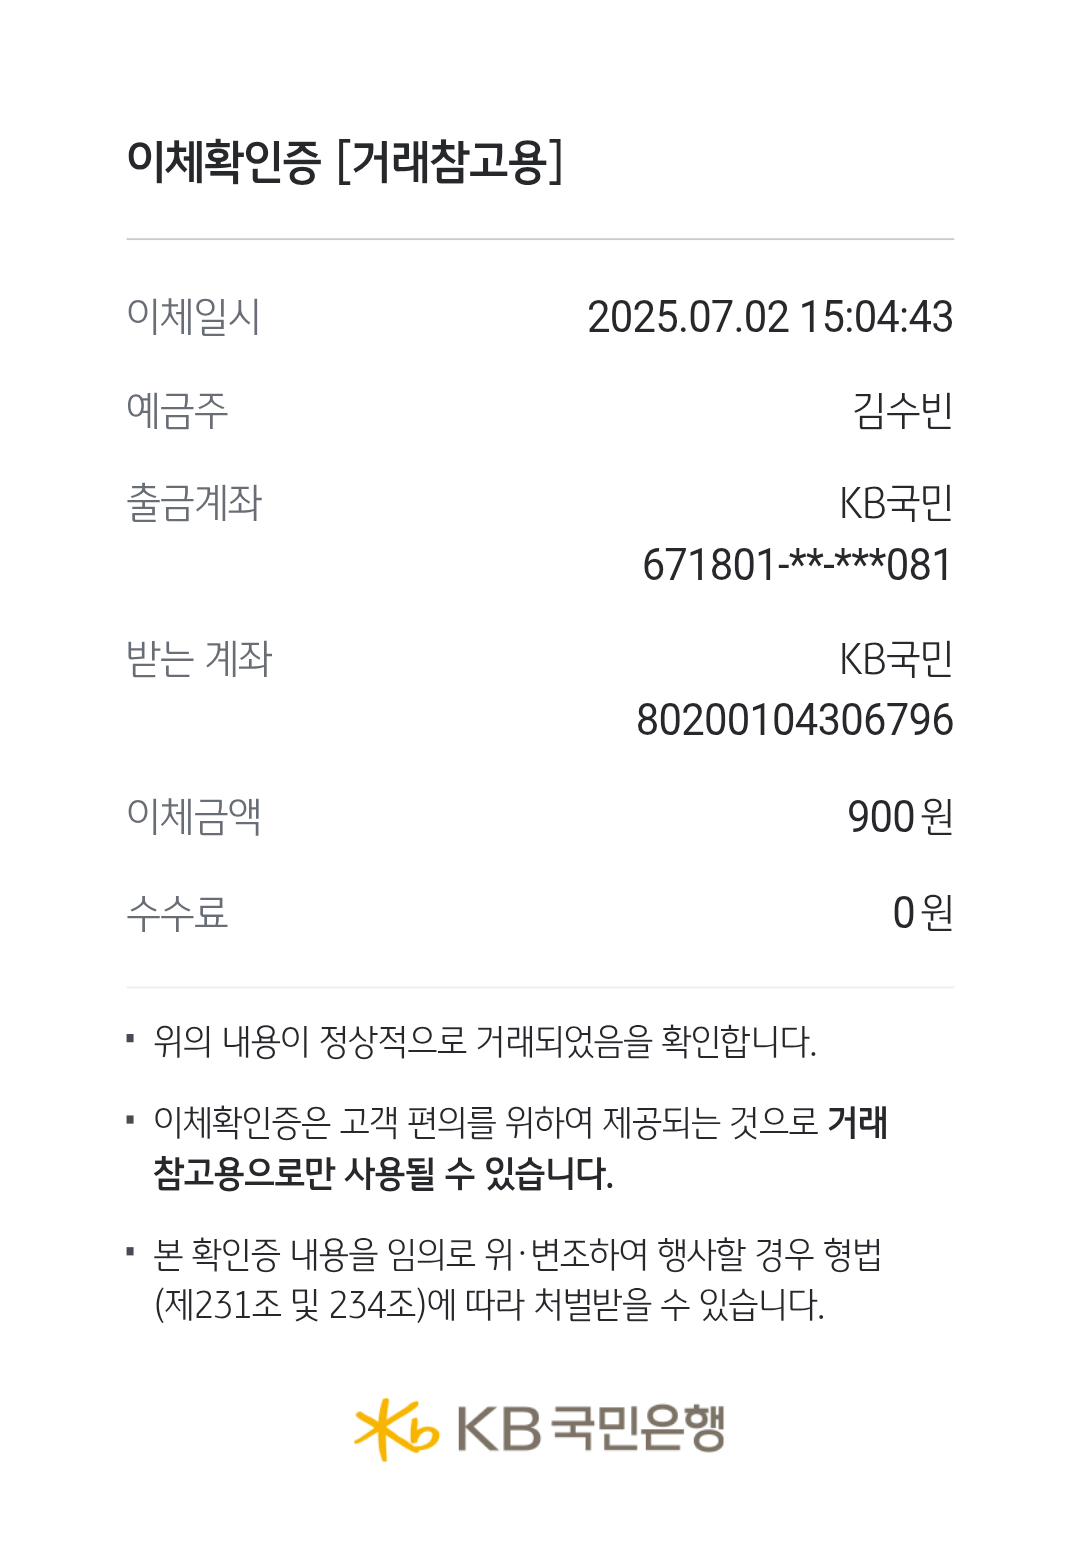 이체확인증 [거래참고용]
이체일시 2025.07.02 15:04:43
예금주 김수빈
출금계좌 KB국민
671801-**-***081
받는 계좌 KB국민
80200104306796
이체금액 900원
수수료 0원
▪ 위의 내용이 정상적으로 거래되었음을 확인합니다.
▪ 이체확인증은 고객 편의를 위하여 제공되는 것으로 거래
참고용으로만 사용될 수 있습니다.
▪ 본 확인증 내용을 임의로 위·변조하여 행사할 경우 형법
(제231조 및 234조)에 따라 처벌받을 수 있습니다.
KB국민은행